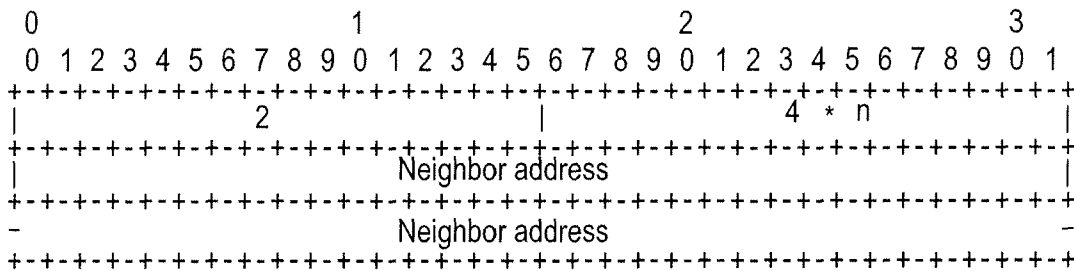 0 1 2 3
0 1 2 3 4 5 6 7 8 9 0 1 2 3 4 5 6 7 8 9 0 1 2 3 4 5 6 7 8 9 0 1
+-+-+-+-+-+-+-+-+-+-+-+-+-+-+-+-+-+-+-+-+-+-+-+-+-+-+-+-+-+-+-+-+
| 2 | 4 * n |
+-+-+-+-+-+-+-+-+-+-+-+-+-+-+-+-+-+-+-+-+-+-+-+-+-+-+-+-+-+-+-+-+
| Neighbor address |
+-+-+-+-+-+-+-+-+-+-+-+-+-+-+-+-+-+-+-+-+-+-+-+-+-+-+-+-+-+-+-+-+
- Neighbor address -
+-+-+-+-+-+-+-+-+-+-+-+-+-+-+-+-+-+-+-+-+-+-+-+-+-+-+-+-+-+-+-+-+